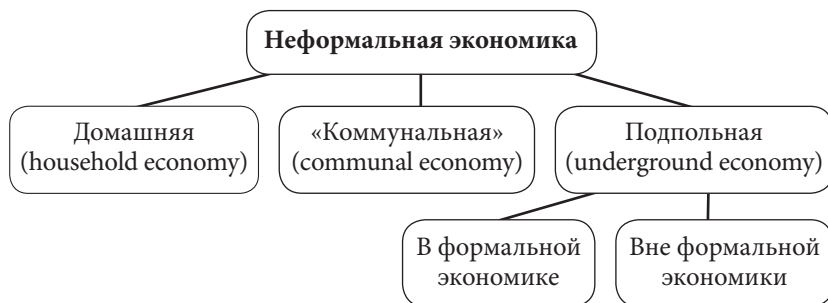 Неформальная экономика
Домашняя
(household economy)
«Коммунальная»
(communal economy)
Подпольная
(underground economy)
В формальной
экономике
Вне формальной
экономики